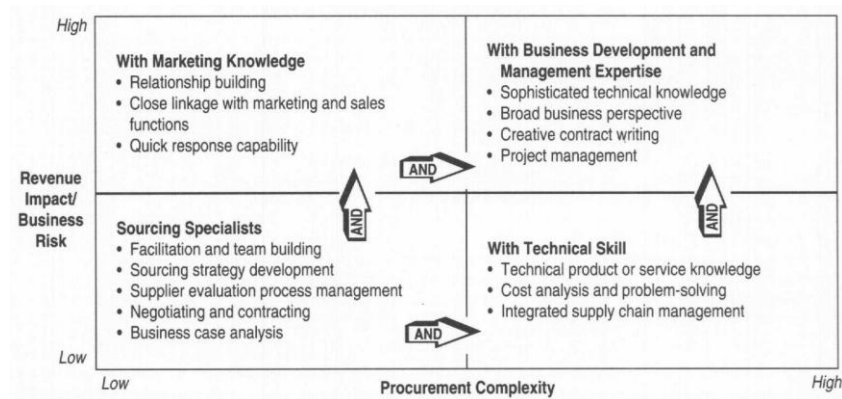 High
With Marketing Knowledge
• Relationship building
• Close linkage with marketing and sales
functions
• Quick response capability
With Business Development and
Management Expertise
• Sophisticated technical knowledge
• Broad business perspective
• Creative contract writing
• Project management
AND
AND
AND
Revenue
Impact/
Business
Risk
Sourcing Specialists
• Facilitation and team building
• Sourcing strategy development
• Supplier evaluation process management
• Negotiating and contracting
• Business case analysis
With Technical Skill
• Technical product or service knowledge
• Cost analysis and problem-solving
• Integrated supply chain management
AND
Low
Low
Procurement Complexity
High